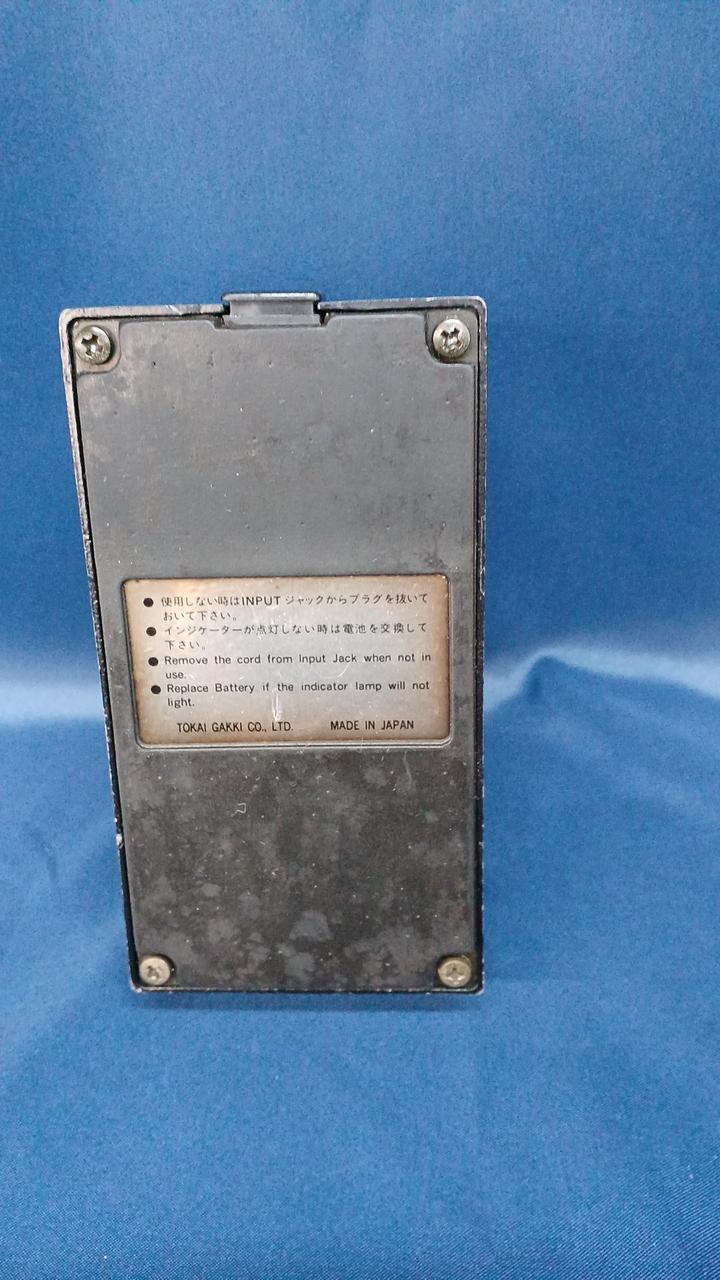 ● 使用しない時はINPUT ジャックからプラグを抜いて
おいて下さい。
● インジケーターが点灯しない時は電池を交換して
下さい。
● Remove the cord from Input Jack when not in
use.
● Replace Battery if the indicator lamp will not
light.
TOKAI GAKKI CO., LTD. MADE IN JAPAN